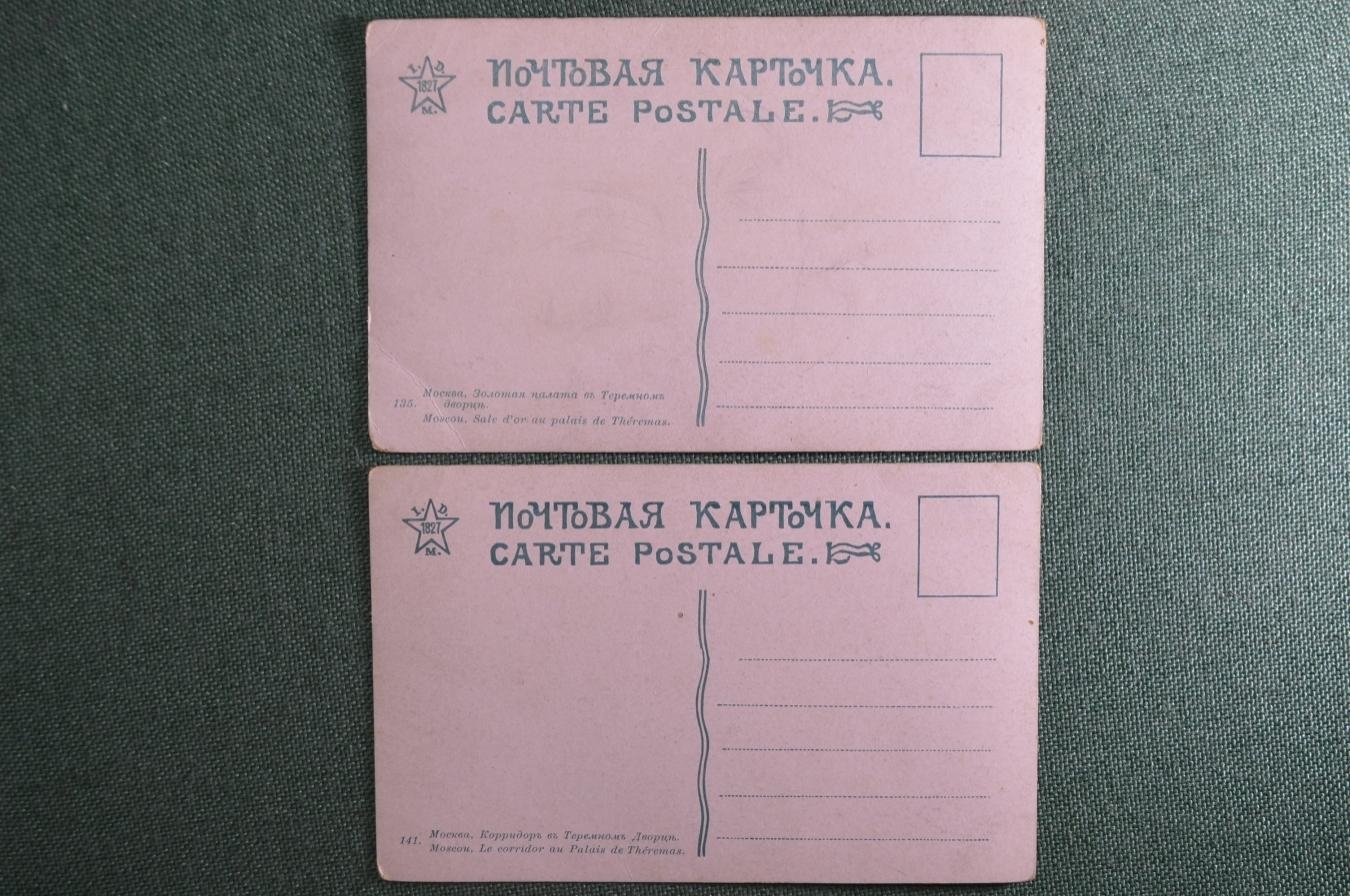 I. D.
1827
M.
ПОЧТОВАЯ КАРТОЧКА.
CARTE POSTALE.
135. Москва, Золотая палата въ Теремномъ
дворцѣ.
Moscou. Sale d'or au palais de Théremas.
I. D.
1827
M.
ПОЧТОВАЯ КАРТОЧКА.
CARTE POSTALE.
141. Москва, Корридоръ въ Теремномъ Дворцѣ.
Moscou, Le corridor au Palais de Théremas.